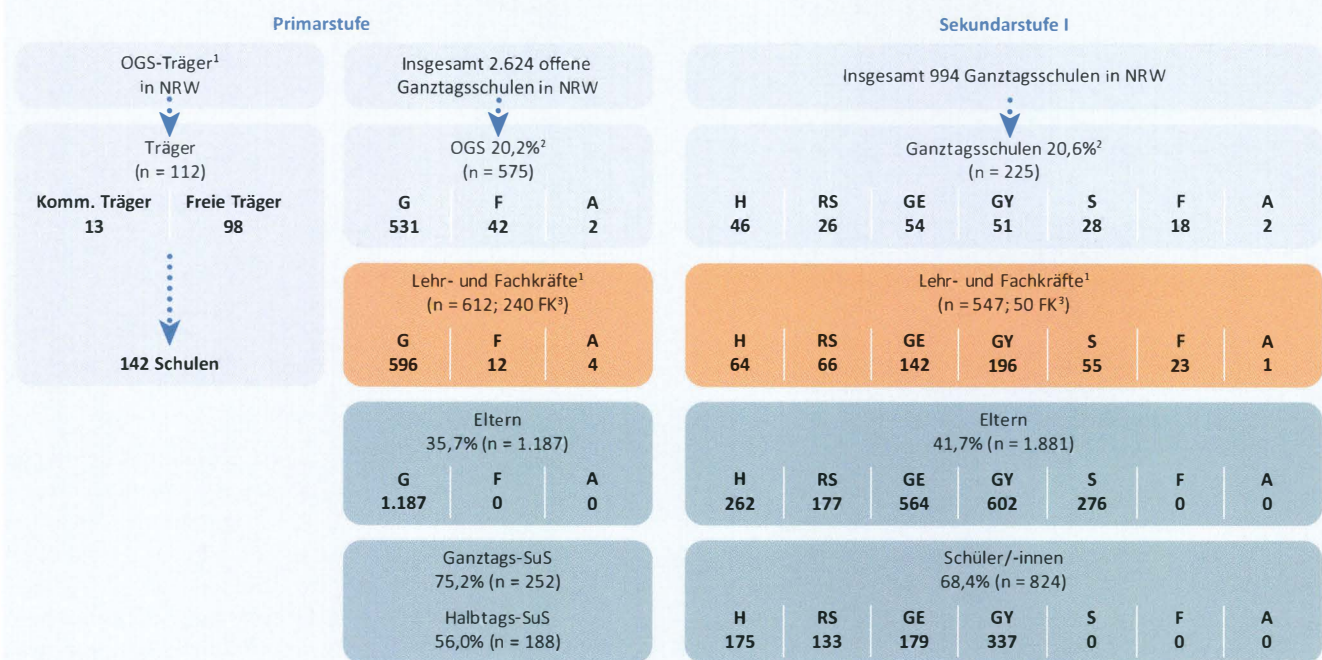 Primarstufe
OGS-Träger¹
in NRW
Träger
(n = 112)
Komm. Träger Freie Träger
13 98
142 Schulen
Insgesamt 2.624 offene
Ganztagsschulen in NRW
OGS 20,2%²
(n = 575)
G F A
531 42 2
Lehr- und Fachkräfte¹
(n = 612; 240 FK³)
G F A
596 12 4
Eltern
35,7% (n = 1.187)
G F A
1.187 0 0
Ganztags-SuS
75,2% (n = 252)
Halbtags-SuS
56,0% (n = 188)
Sekundarstufe I
Insgesamt 994 Ganztagsschulen in NRW
Ganztagsschulen 20,6%²
(n = 225)
H RS GE GY S F A
46 26 54 51 28 18 2
Lehr- und Fachkräfte¹
(n = 547; 50 FK³)
H RS GE GY S F A
64 66 142 196 55 23 1
Eltern
41,7% (n = 1.881)
H RS GE GY S F A
262 177 564 602 276 0 0
Schüler/-innen
68,4% (n = 824)
H RS GE GY S F A
175 133 179 337 0 0 0